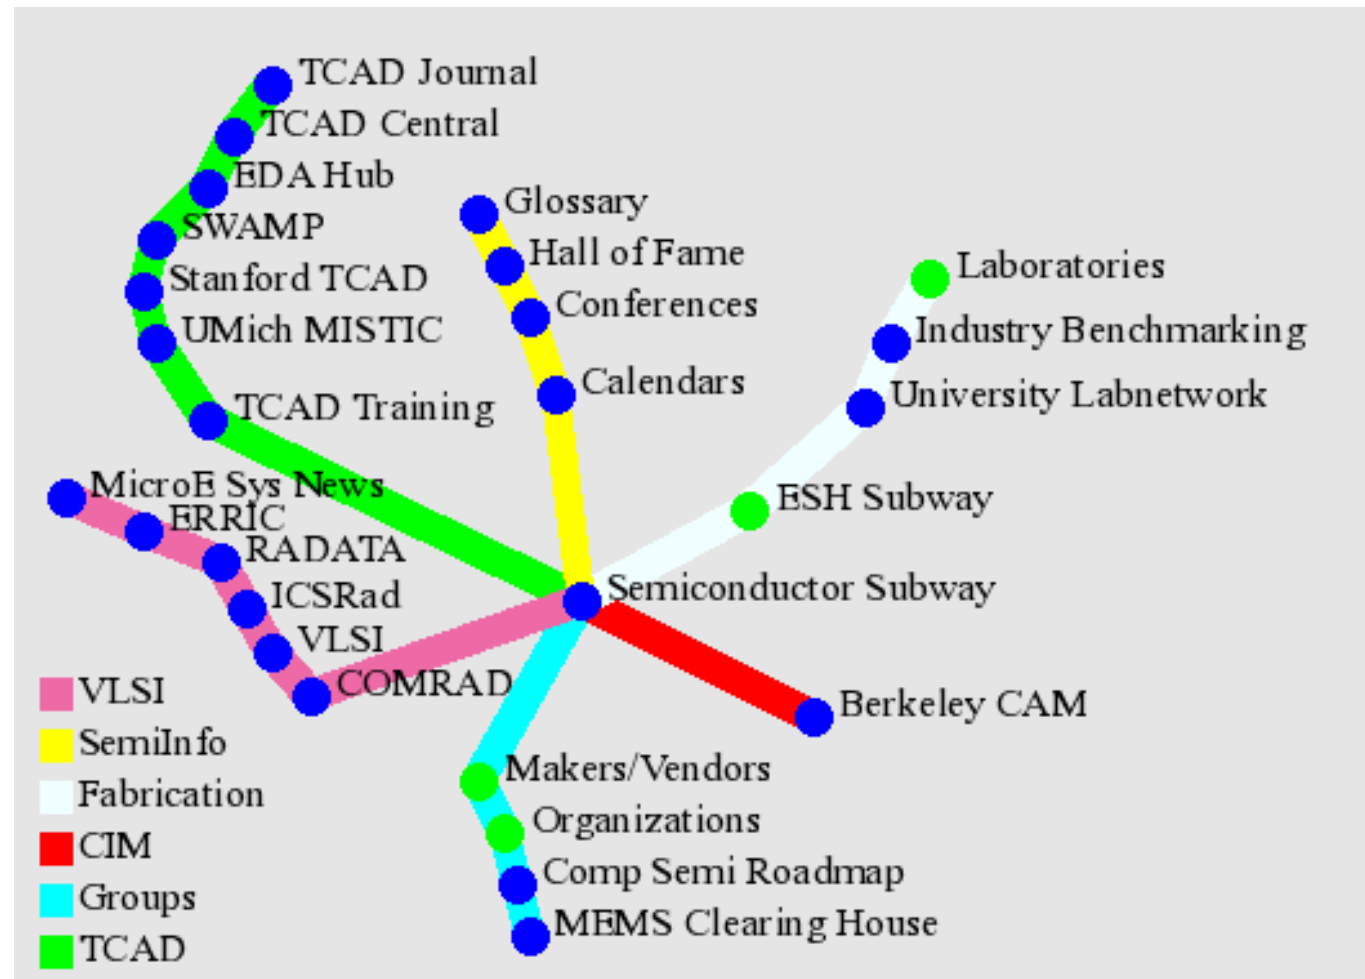 TCAD Journal
TCAD Central
EDA Hub
SWAMP
Stanford TCAD
UMich MISTIC
TCAD Training
Glossary
Hall of Fame
Conferences
Calendars
Laboratories
Industry Benchmarking
University Labnetwork
ESH Subway
MicroE Sys News
ERRIC
RADATA
ICSRad
VLSI
COMRAD
Semiconductor Subway
Berkeley CAM
Makers/Vendors
Organizations
Comp Semi Roadmap
MEMS Clearing House
VLSI
SemiInfo
Fabrication
CIM
Groups
TCAD